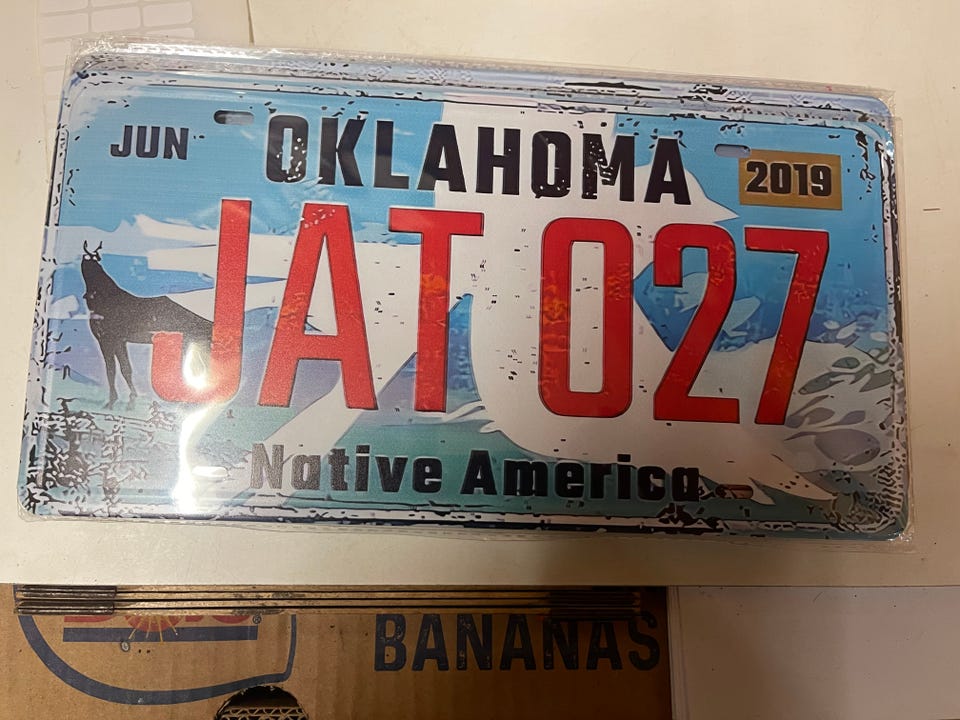 JUN OKLAHOMA 2019
JAT 027
Native America
BANANAS